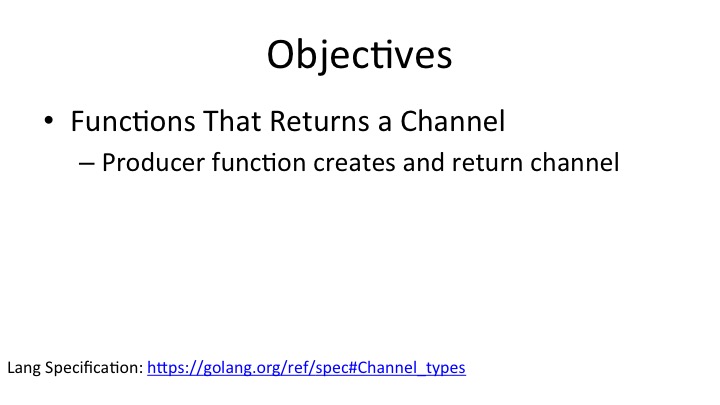 Objectives
• Functions That Returns a Channel
– Producer function creates and return channel
Lang Specification: https://golang.org/ref/spec#Channel_types